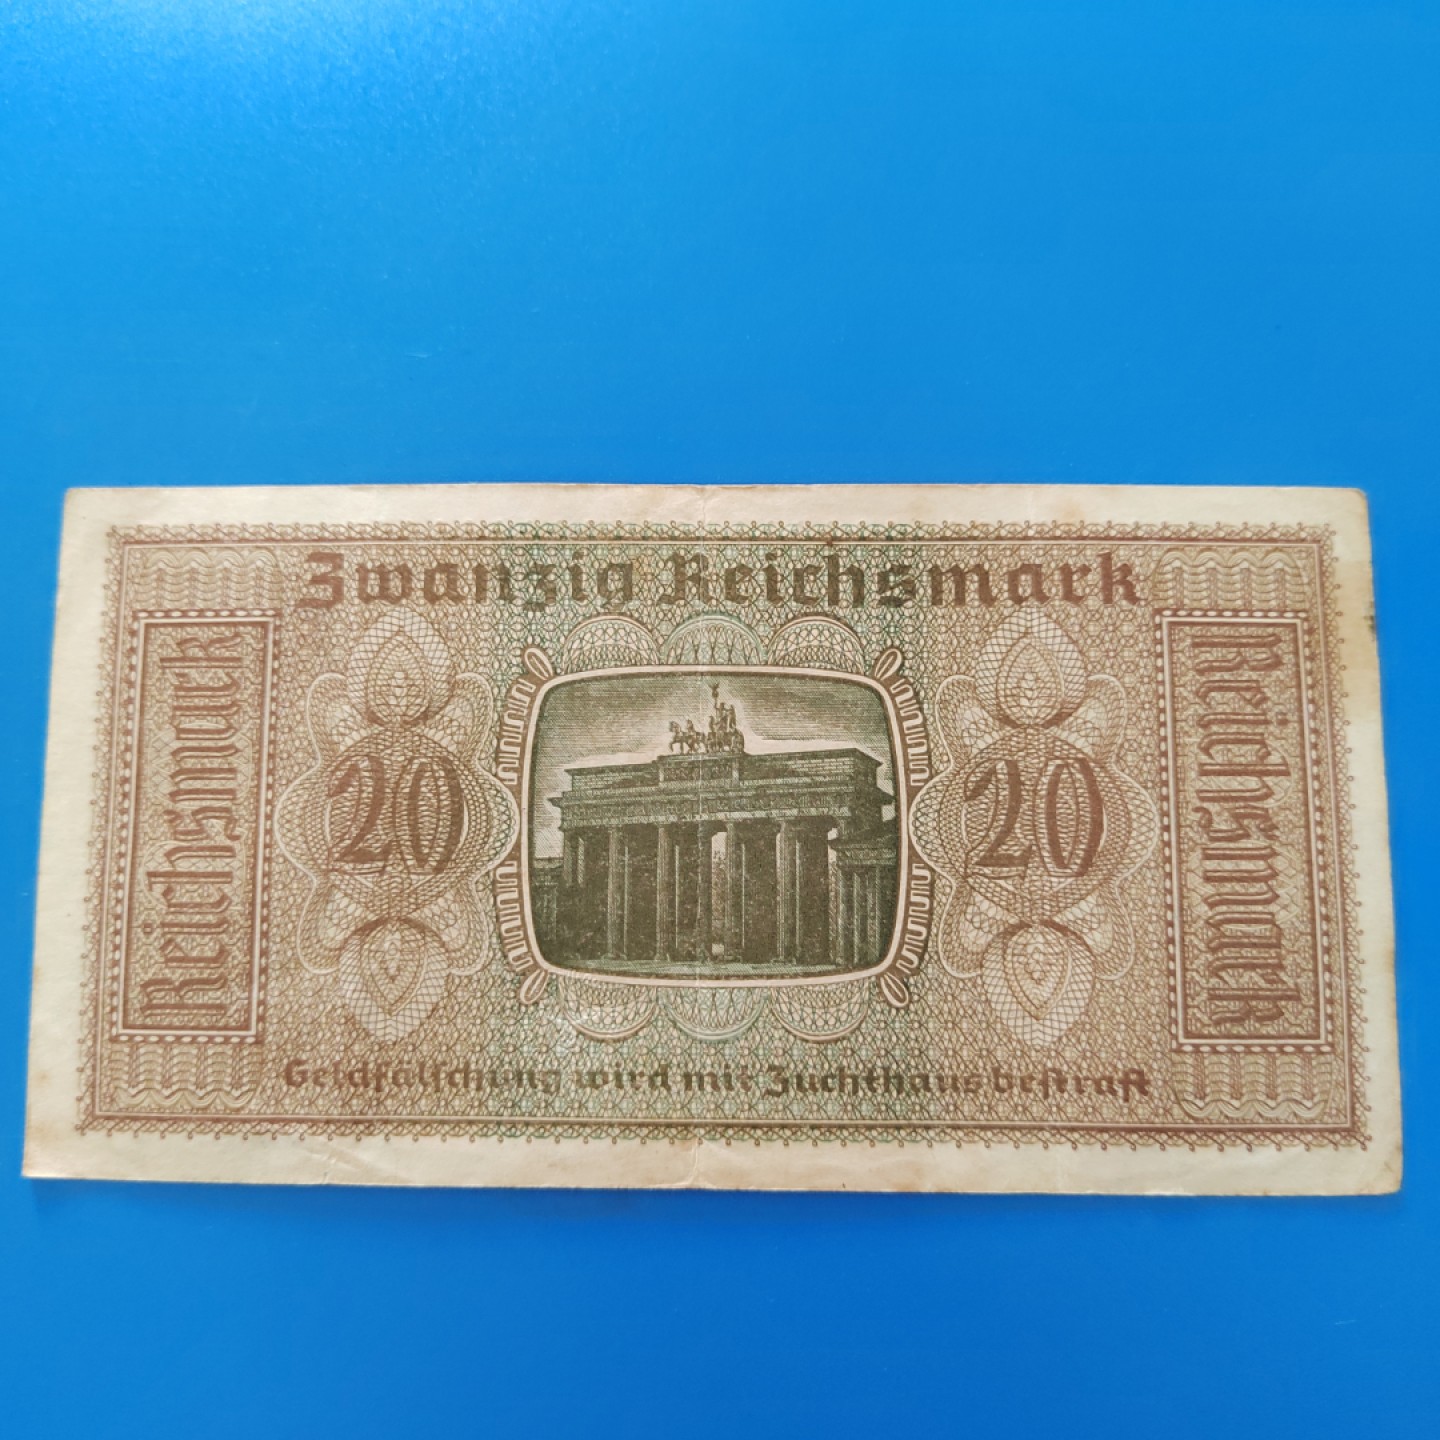 Zwanzig Reichsmark
Reichsmark
20
20
Reichsmark
Geldfälschung wird mit Zuchthaus bestraft